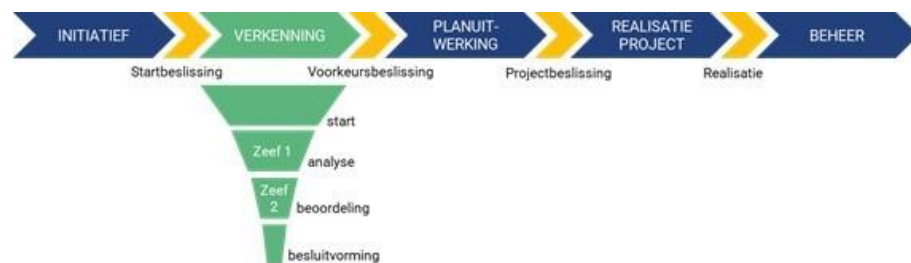 INITIATIEF
VERKENNING
PLANUIT-
WERKING
REALISATIE
PROJECT
BEHEER
Startbeslissing
Voorkeursbeslissing
Projectbeslissing
Realisatie
start
Zeef 1
analyse
Zeef
2
beoordeling
besluitvorming